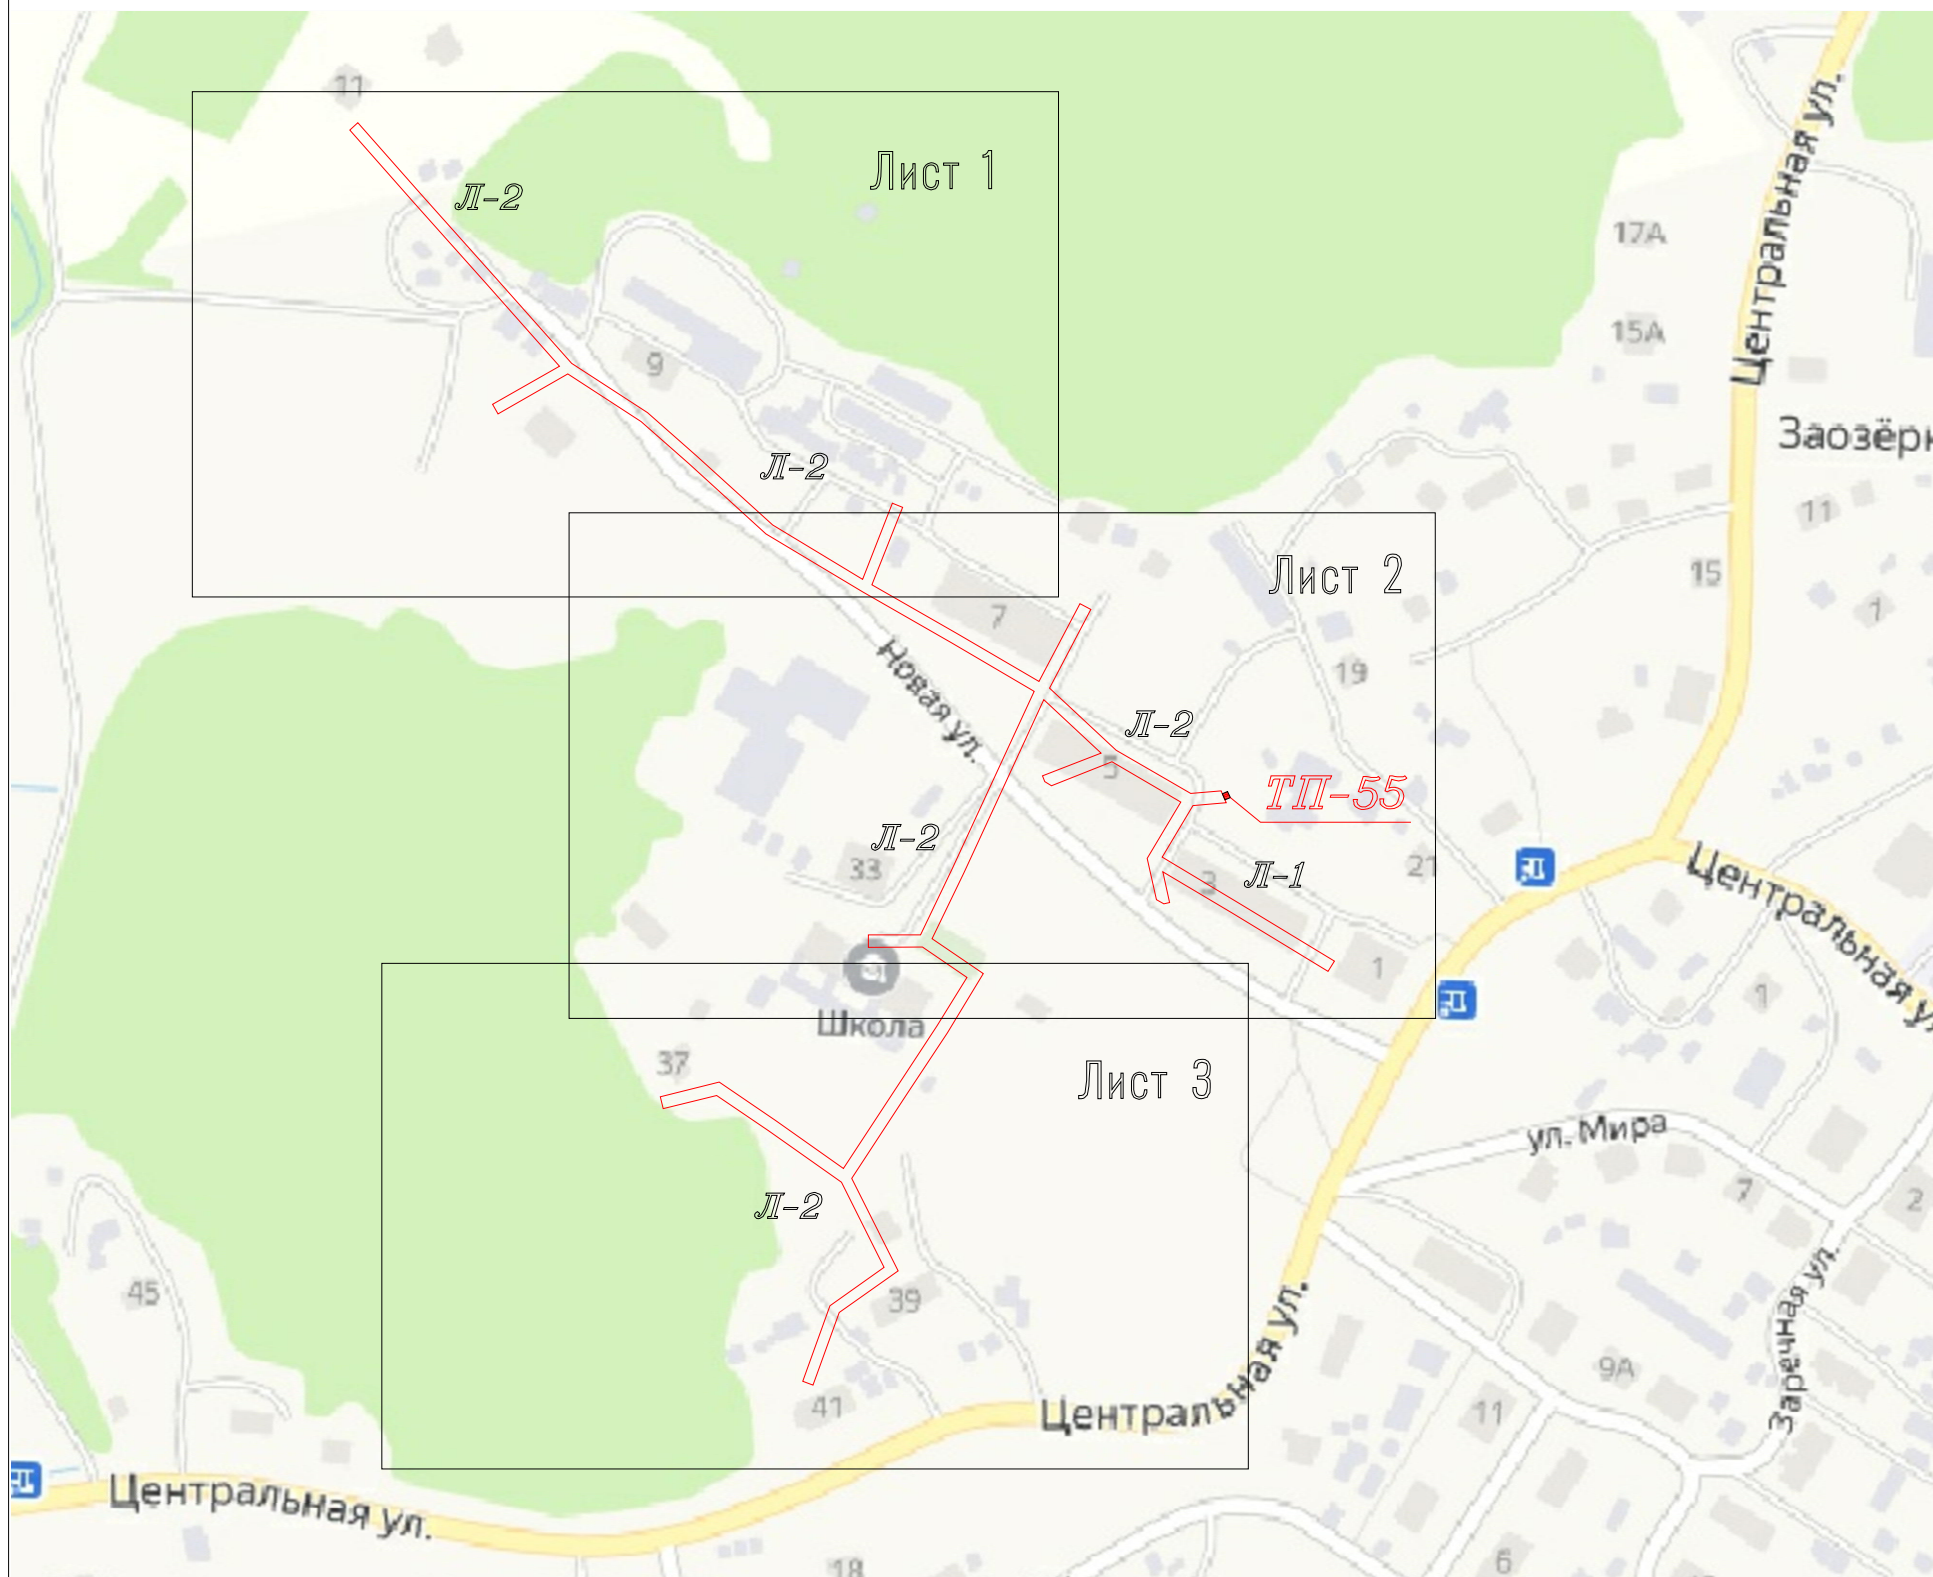 11
Лист 1
Л-2
Центральная ул.
17А
15А
9
Заозёрк
Л-2
11
Лист 2
15
1
7
Новая ул.
19
Л-2
5
ТП-55
Л-2
33
Л-1
3
21
Центральная у
1
1
Школа
37
Лист 3
ул. Мира
7
2
Л-2
45
39
Центральная ул.
Заречная ул.
9А
41
11
Центральная ул.
18
6